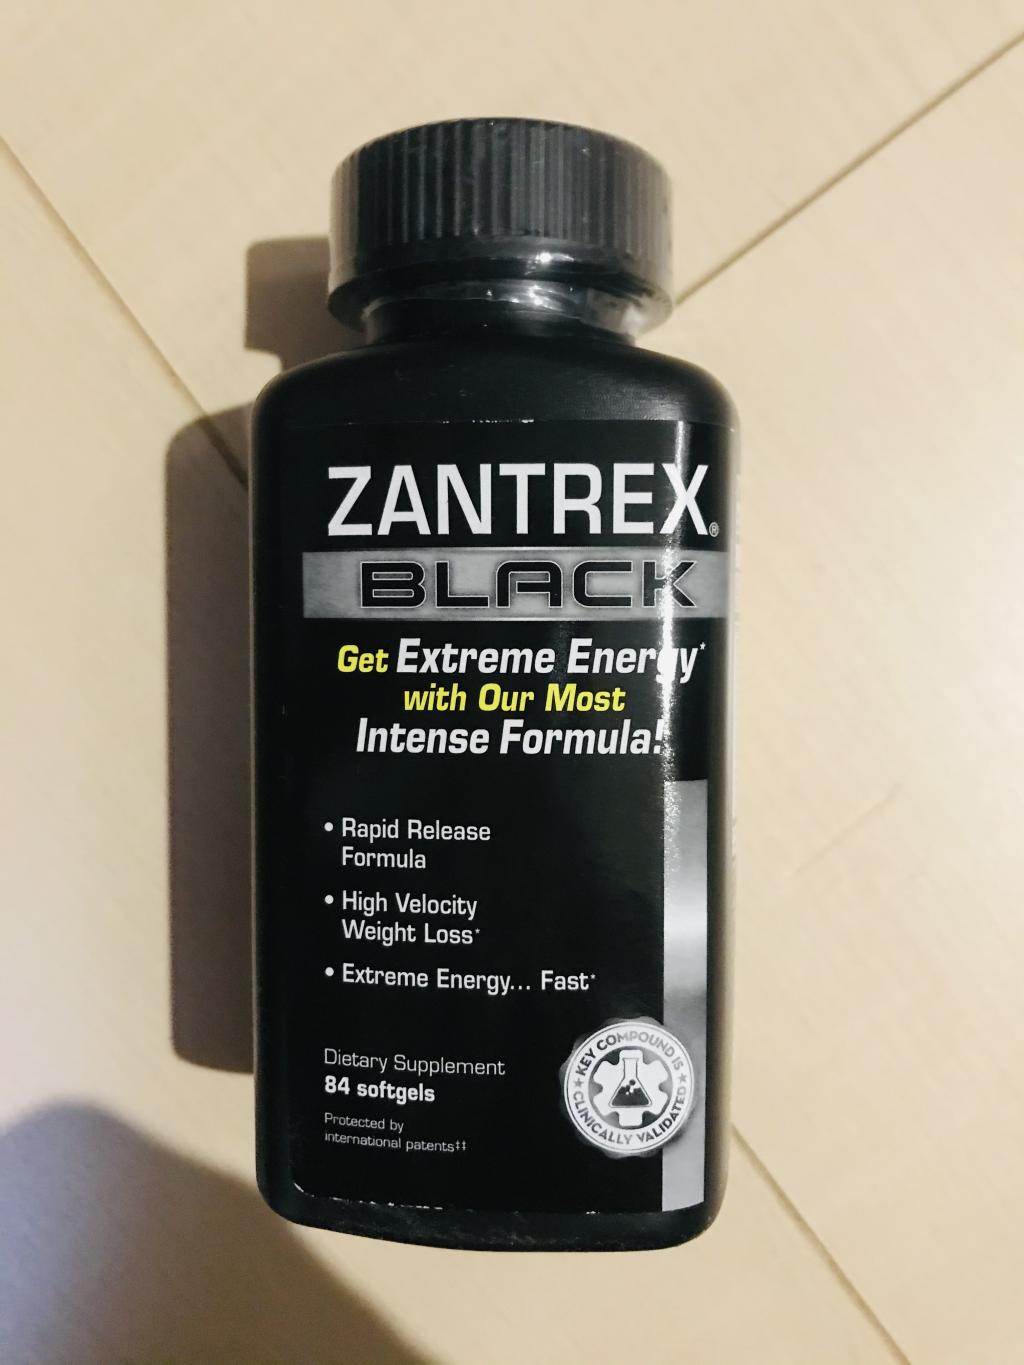 ZANTREX®
BLACK
Get Extreme Energy*
with Our Most
Intense Formula!
• Rapid Release
Formula
• High Velocity
Weight Loss*
• Extreme Energy... Fast*
Dietary Supplement
84 softgels
Protected by
international patents‡‡
★ KEY COMPOUND IS ★
CLINICALLY VALIDATED